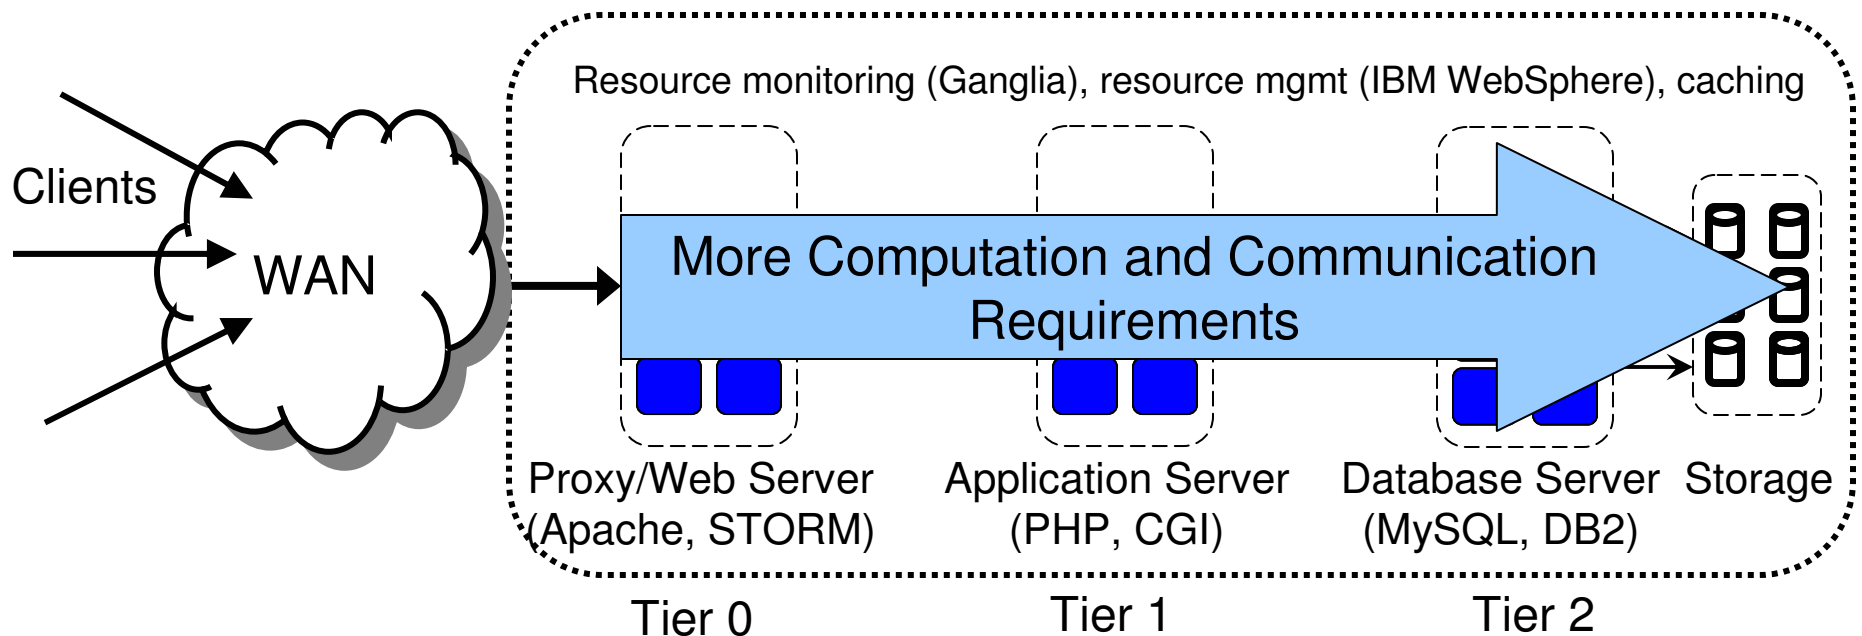 Resource monitoring (Ganglia), resource mgmt (IBM WebSphere), caching
Clients
WAN
More Computation and Communication
Requirements
Proxy/Web Server
(Apache, STORM)
Application Server
(PHP, CGI)
Database Server
(MySQL, DB2)
Storage
Tier 0
Tier 1
Tier 2